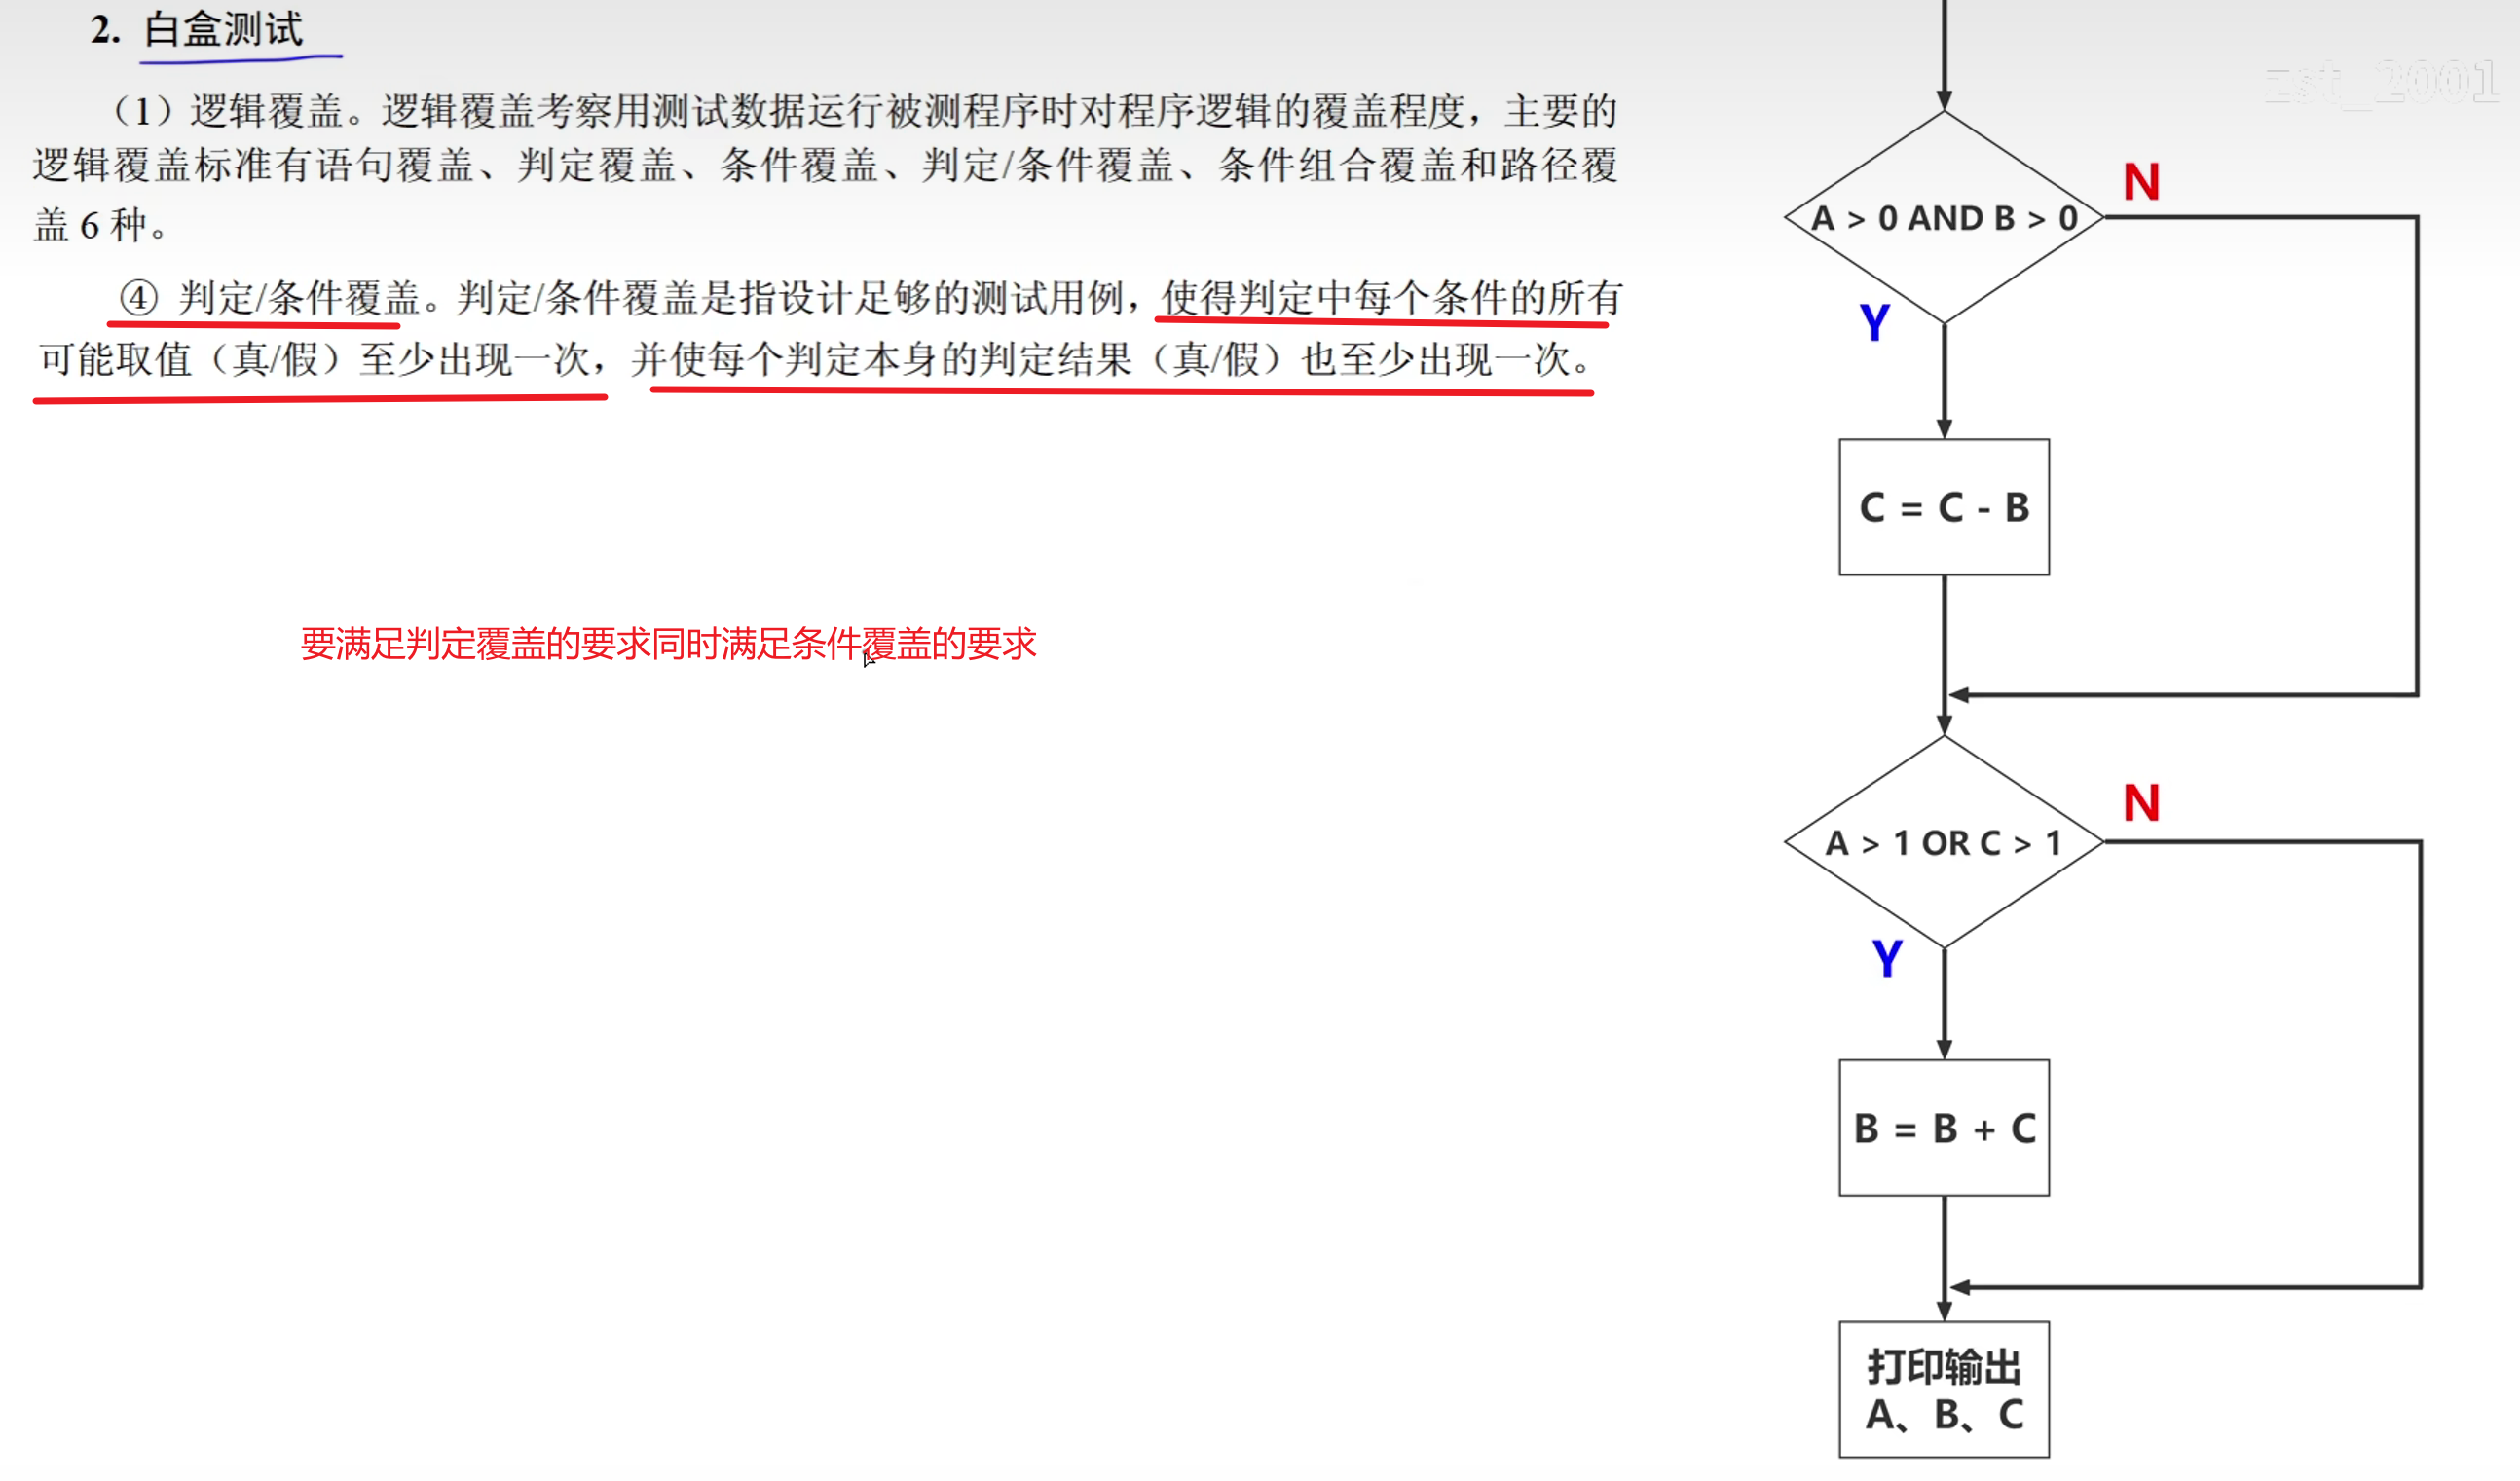 2. 白盒测试
（1）逻辑覆盖。逻辑覆盖考察用测试数据运行被测程序时对程序逻辑的覆盖程度，主要的
逻辑覆盖标准有语句覆盖、判定覆盖、条件覆盖、判定/条件覆盖、条件组合覆盖和路径覆
盖 6 种。
④ 判定/条件覆盖。判定/条件覆盖是指设计足够的测试用例，使得判定中每个条件的所有
可能取值（真/假）至少出现一次，并使每个判定本身的判定结果（真/假）也至少出现一次。
要满足判定覆盖的要求同时满足条件覆盖的要求
zst_2001
A > 0 AND B > 0
N
Y
C = C - B
A > 1 OR C > 1
N
Y
B = B + C
打印输出
A、B、C